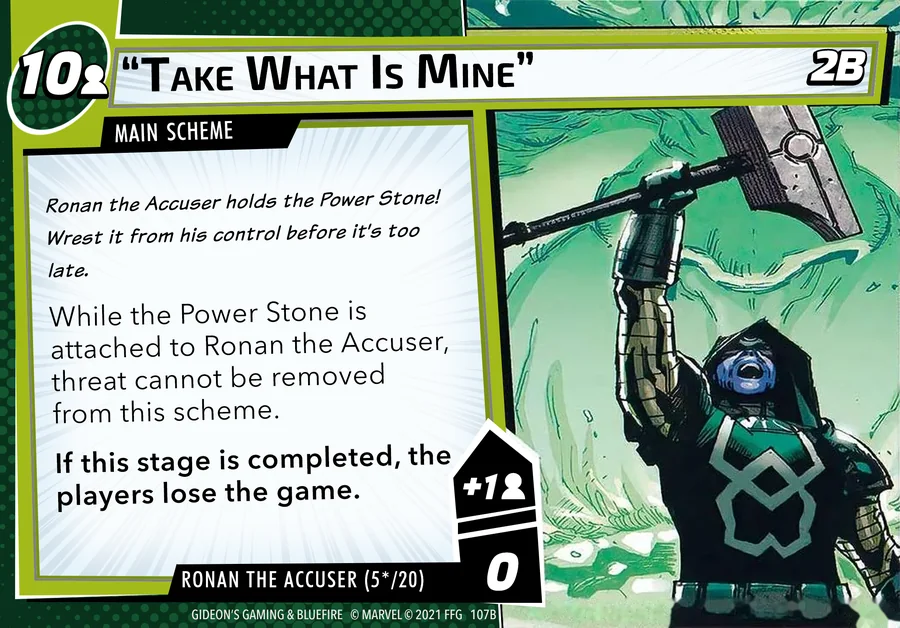 10
“TAKE WHAT IS MINE”
2B
MAIN SCHEME
Ronan the Accuser holds the Power Stone!
Wrest it from his control before it's too
late.
While the Power Stone is
attached to Ronan the Accuser,
threat cannot be removed
from this scheme.
If this stage is completed, the
players lose the game.
+1
0
RONAN THE ACCUSER (5*/20)
GIDEON'S GAMING & BLUEFIRE © MARVEL © 2021 FFG 107B